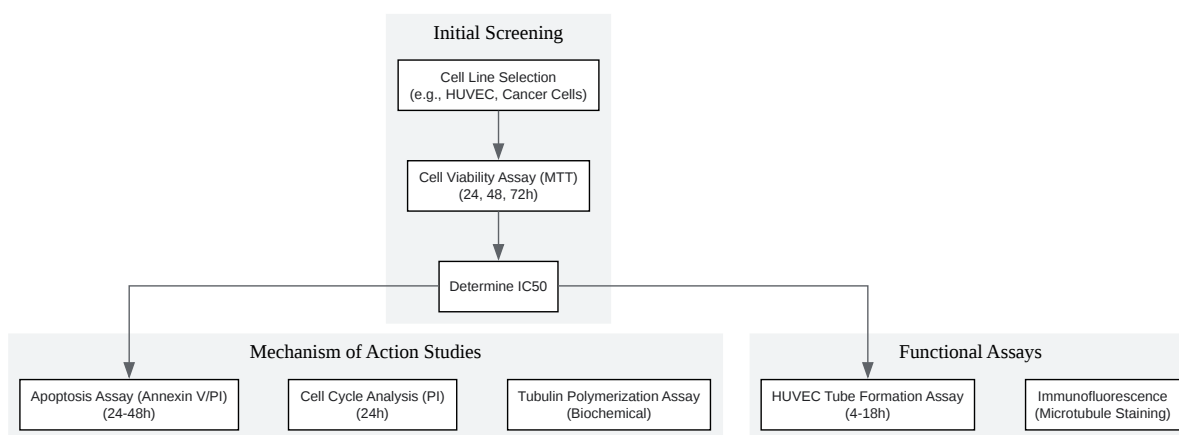 Initial Screening
Cell Line Selection
(e.g., HUVEC, Cancer Cells)
Cell Viability Assay (MTT)
(24, 48, 72h)
Determine IC50
Mechanism of Action Studies
Apoptosis Assay (Annexin V/PI)
(24-48h)
Cell Cycle Analysis (PI)
(24h)
Tubulin Polymerization Assay
(Biochemical)
Functional Assays
HUVEC Tube Formation Assay
(4-18h)
Immunofluorescence
(Microtubule Staining)